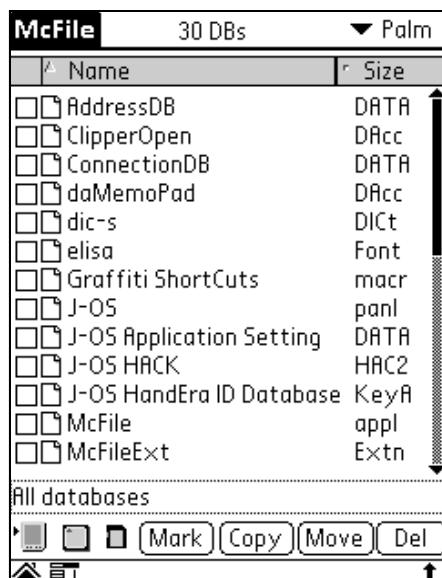 McFile 30 DBs Palm
Name Size
AddressDB DATA
ClipperOpen DAcc
ConnectionDB DATA
daMemoPad DAcc
dic-s DICt
elisa Font
Graffiti ShortCuts macr
J-OS panl
J-OS Application Setting DATA
J-OS HACK HAC2
J-OS HandEra ID Database KeyA
McFile appl
McFileExt Extn
All databases
Mark Copy Move Del